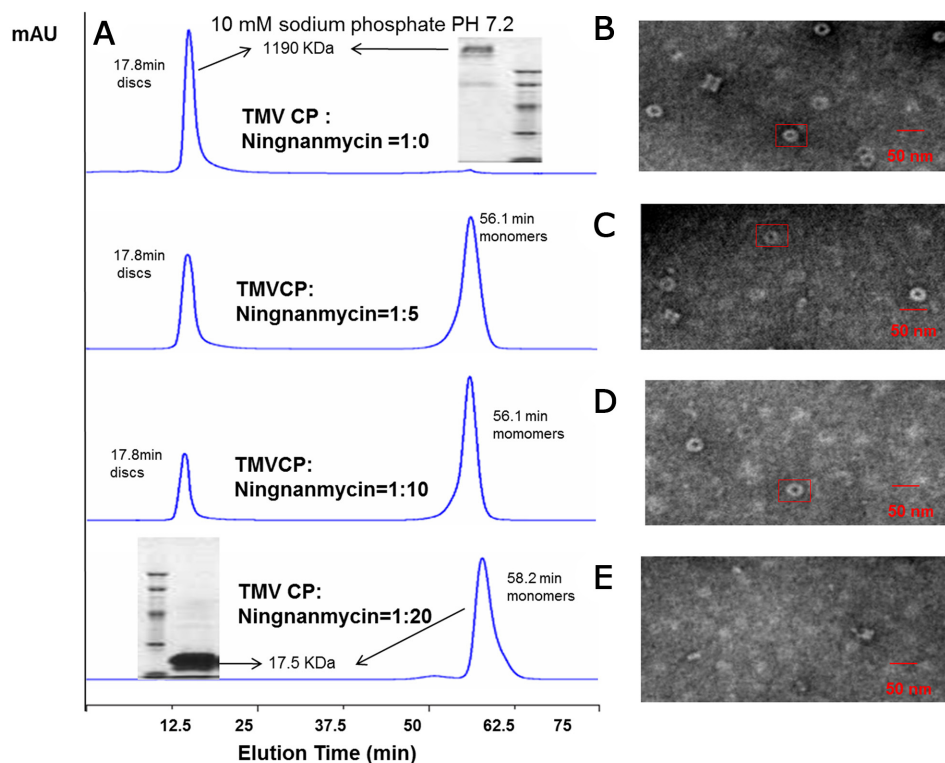 mAU
A
10 mM sodium phosphate PH 7.2
1190 KDa
17.8min
discs
TMV CP :
Ningnanmycin =1:0
56.1 min
monomers
17.8min
discs
TMVCP:
Ningnanmycin=1:5
56.1 min
momomers
17.8min
discs
TMVCP:
Ningnanmycin=1:10
58.2 min
monomers
TMV CP:
Ningnanmycin=1:20
17.5 KDa
12.5 25 37.5 50 62.5 75
Elution Time (min)
B
50 nm
C
50 nm
D
50 nm
E
50 nm